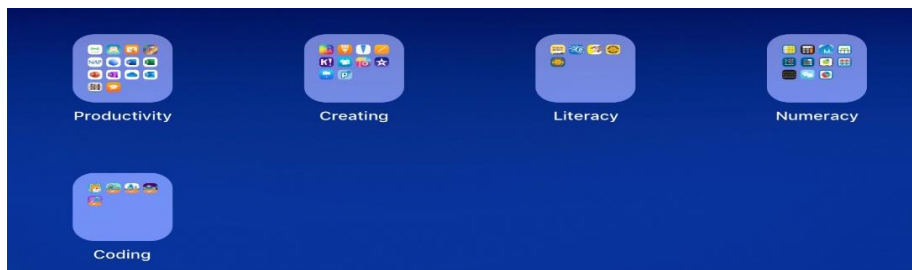 Productivity
Creating
Literacy
Numeracy
Coding